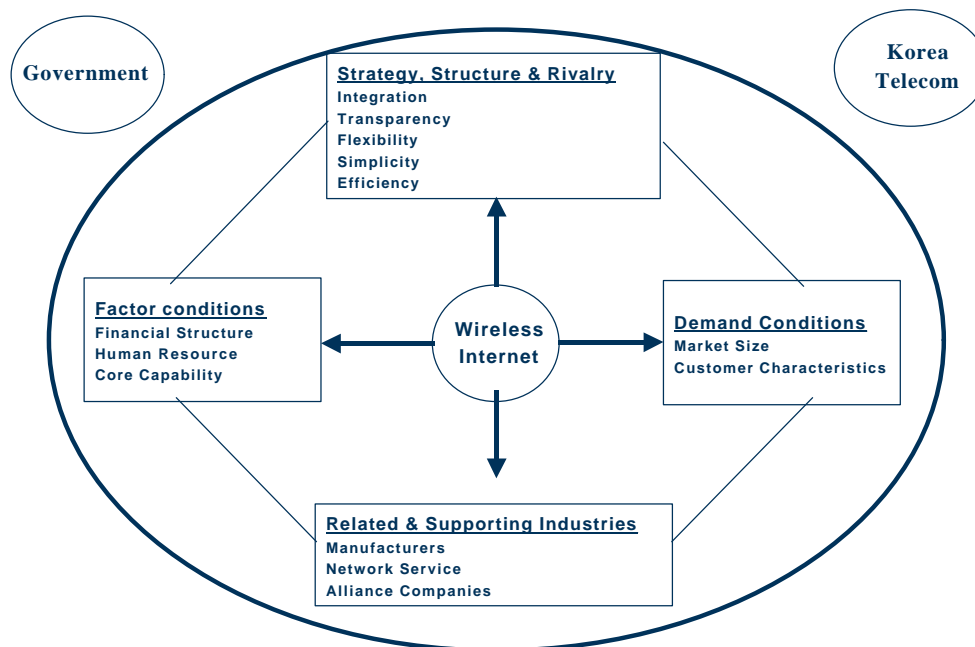 Government
Korea
Telecom
Strategy, Structure & Rivalry
Integration
Transparency
Flexibility
Simplicity
Efficiency
Factor conditions
Financial Structure
Human Resource
Core Capability
Wireless
Internet
Demand Conditions
Market Size
Customer Characteristics
Related & Supporting Industries
Manufacturers
Network Service
Alliance Companies